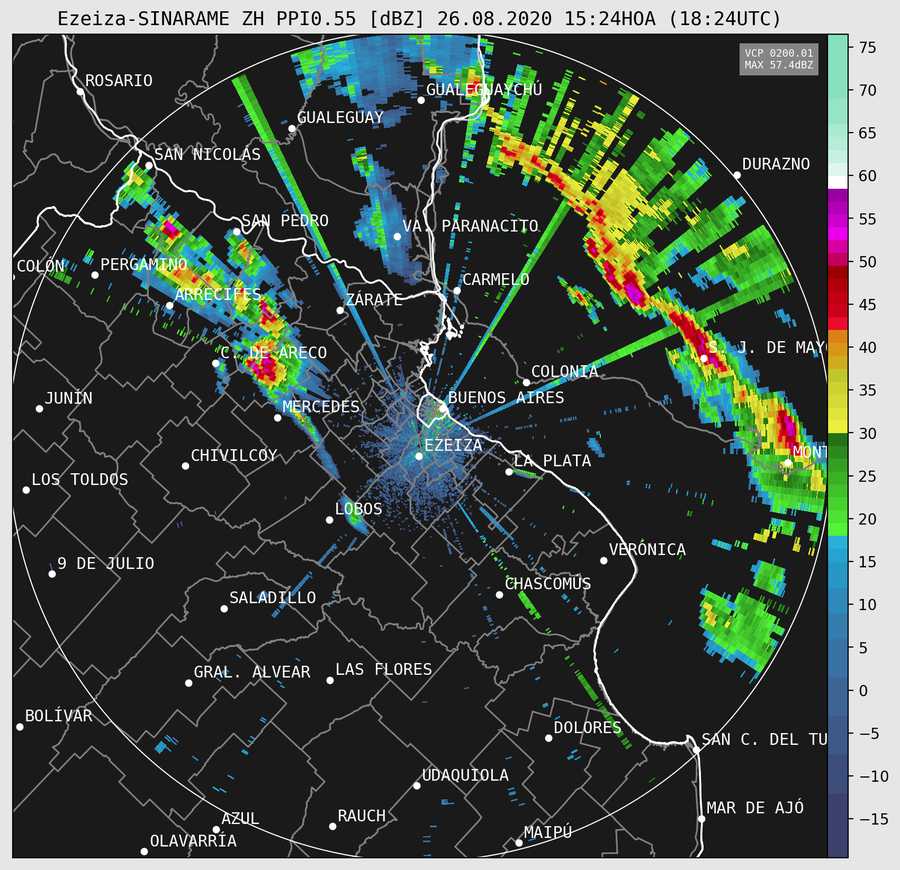 Ezeiza-SINARAME ZH PPI0.55 [dBZ] 26.08.2020 15:24HOA (18:24UTC)
VCP 0200.01
MAX 57.4dBZ
ROSARIO
GUALEGUAYCHÚ
GUALEGUAY
SAN NICOLÁS
DURAZNO
SAN PEDRO
VA. PARANACITO
COLÓN
PERGAMINO
CARMELO
ARRECIFES
ZÁRATE
S. J. DE MAY
C. DE ARECO
COLONIA
JUNÍN
BUENOS AIRES
MERCEDES
EZEIZA
MONT
CHIVILCOY
LA PLATA
LOS TOLDOS
LOBOS
VERÓNICA
9 DE JULIO
CHASCOMÚS
SALADILLO
GRAL. ALVEAR
LAS FLORES
BOLÍVAR
DOLORES
SAN C. DEL TU
UDAQUIOLA
MAR DE AJÓ
AZUL
RAUCH
MAIPÚ
OLAVARRÍA
75
70
65
60
55
50
45
40
35
30
25
20
15
10
5
0
−5
−10
−15